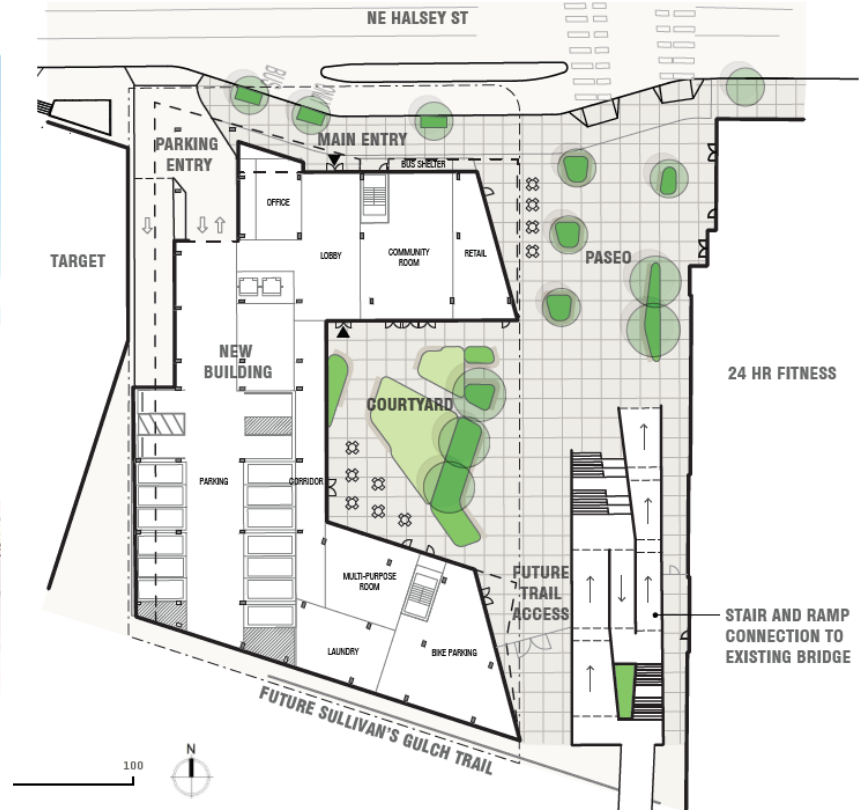 NE HALSEY ST
BUS
PARKING
ENTRY
MAIN ENTRY
BUS SHELTER
OFFICE
TARGET
LOBBY
COMMUNITY
ROOM
RETAIL
PASEO
NEW
BUILDING
24 HR FITNESS
COURTYARD
PARKING
CORRIDOR
MULTI-PURPOSE
ROOM
FUTURE
TRAIL
ACCESS
STAIR AND RAMP
CONNECTION TO
EXISTING BRIDGE
LAUNDRY
BIKE PARKING
FUTURE SULLIVAN'S GULCH TRAIL
N
100